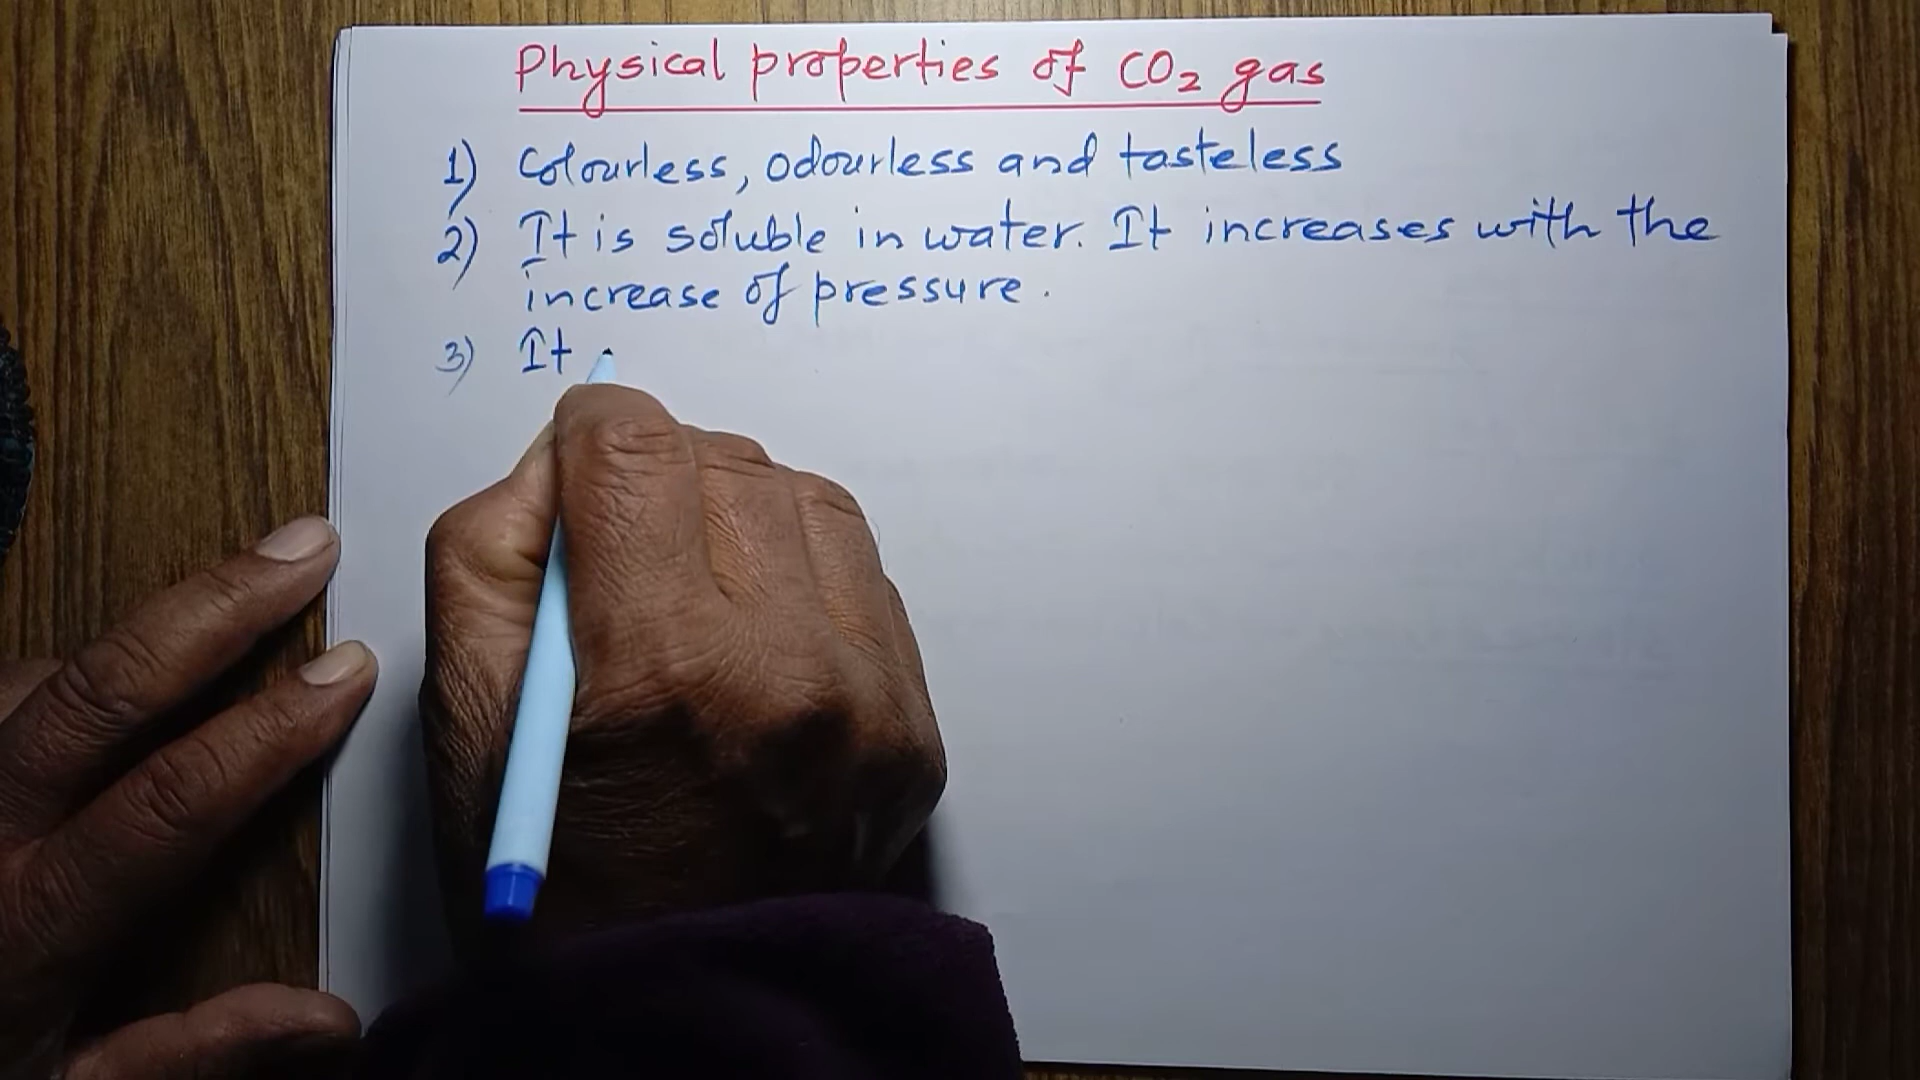 Physical properties of CO₂ gas
1) Colourless, odourless and tasteless
2) It is soluble in water. It increases with the
increase of pressure.
3) It